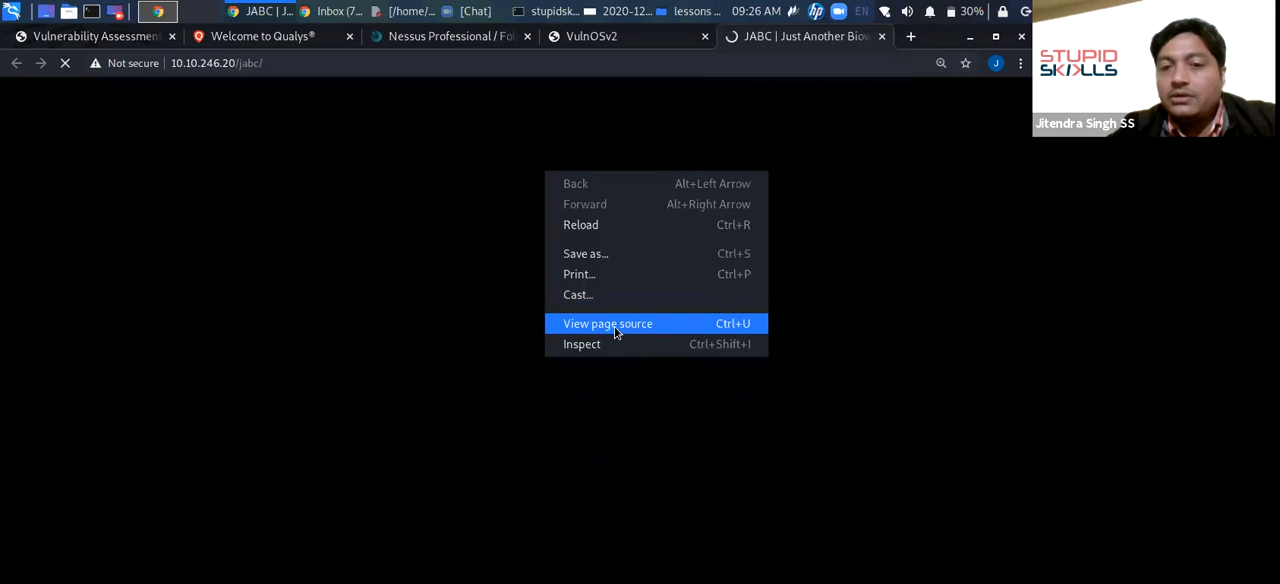 JABC | J...
Inbox (7...
[/home/...
[Chat]
stupidsk...
2020-12...
lessons ...
09:26 AM
hp
EN
30%
Vulnerability Assessmen
Welcome to Qualys®
Nessus Professional / Fol
VulnOSv2
JABC | Just Another Biow
Not secure
10.10.246.20/jabc/
J
STUPID
SKILLS
Jitendra Singh SS
Back Alt+Left Arrow
Forward Alt+Right Arrow
Reload Ctrl+R
Save as... Ctrl+S
Print... Ctrl+P
Cast...
View page source Ctrl+U
Inspect Ctrl+Shift+I